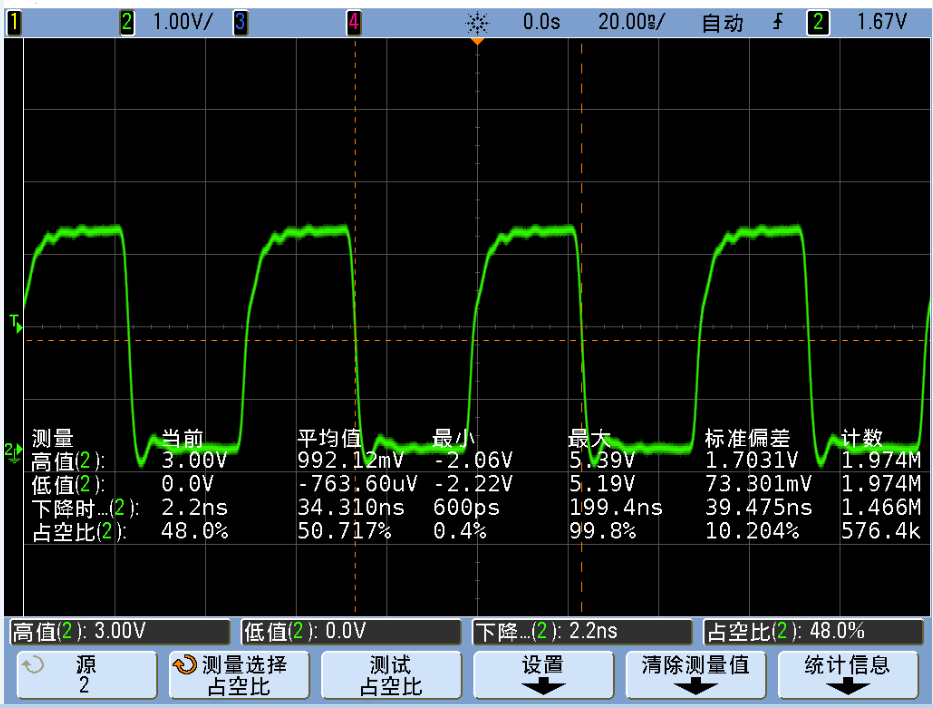 1 2 1.00V/ 3 4 0.0s 20.00ns/ 自动 2 1.67V
T
2
测量 当前 平均值 最小 最大 标准偏差 计数
高值(2): 3.00V 992.12mV -2.06V 5.39V 1.7031V 1.974M
低值(2): 0.0V -763.60uV -2.22V 5.19V 73.301mV 1.974M
下降时…(2): 2.2ns 34.310ns 600ps 199.4ns 39.475ns 1.466M
占空比(2): 48.0% 50.717% 0.4% 99.8% 10.204% 576.4k
高值(2): 3.00V 低值(2): 0.0V 下降…(2): 2.2ns 占空比(2): 48.0%
源 测量选择 测试 设置 清除测量值 统计信息
2 占空比 占空比